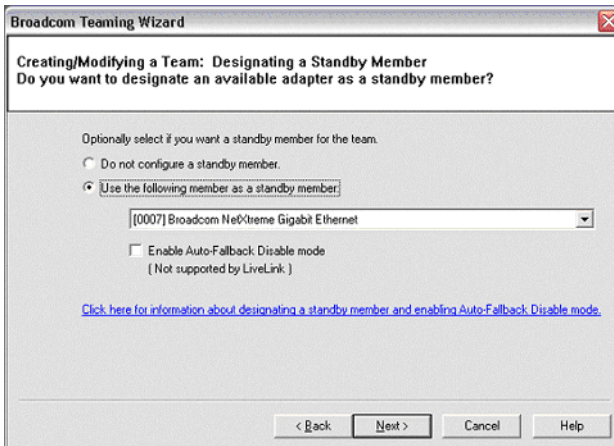 Broadcom Teaming Wizard
Creating/Modifying a Team: Designating a Standby Member
Do you want to designate an available adapter as a standby member?
Optionally select if you want a standby member for the team.
Do not configure a standby member.
Use the following member as a standby member:
[0007] Broadcom NetXtreme Gigabit Ethernet
Enable Auto-Fallback Disable mode
( Not supported by LiveLink )
Click here for information about designating a standby member and enabling Auto-Fallback Disable mode.
< Back Next > Cancel Help